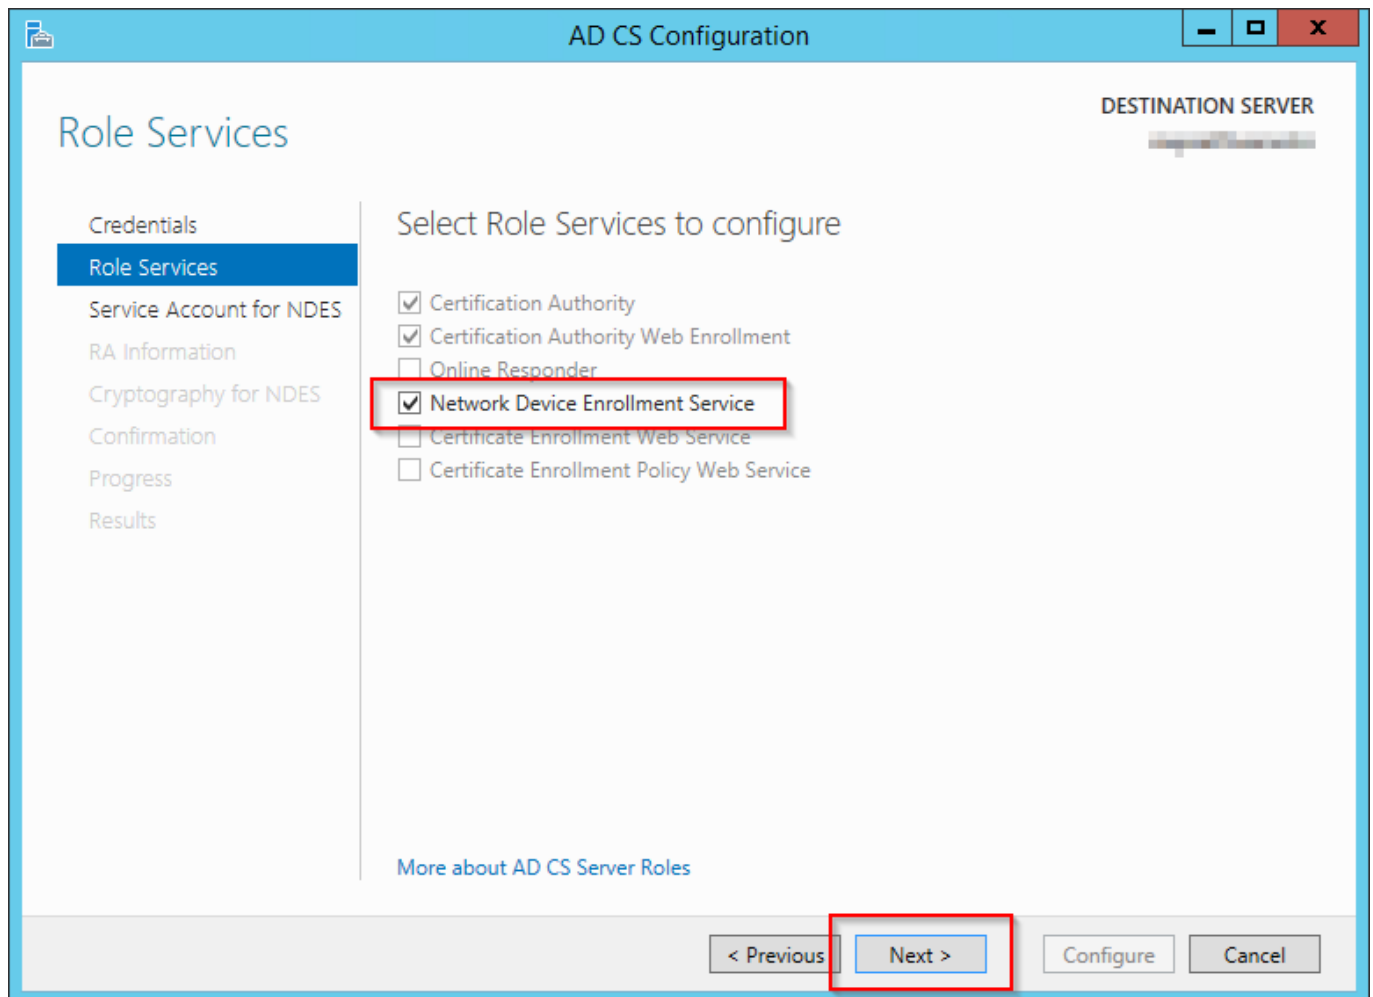 AD CS Configuration
Role Services
DESTINATION SERVER
Credentials
Role Services
Service Account for NDES
RA Information
Cryptography for NDES
Confirmation
Progress
Results
Select Role Services to configure
Certification Authority
Certification Authority Web Enrollment
Online Responder
Network Device Enrollment Service
Certificate Enrollment Web Service
Certificate Enrollment Policy Web Service
More about AD CS Server Roles
< Previous
Next >
Configure
Cancel